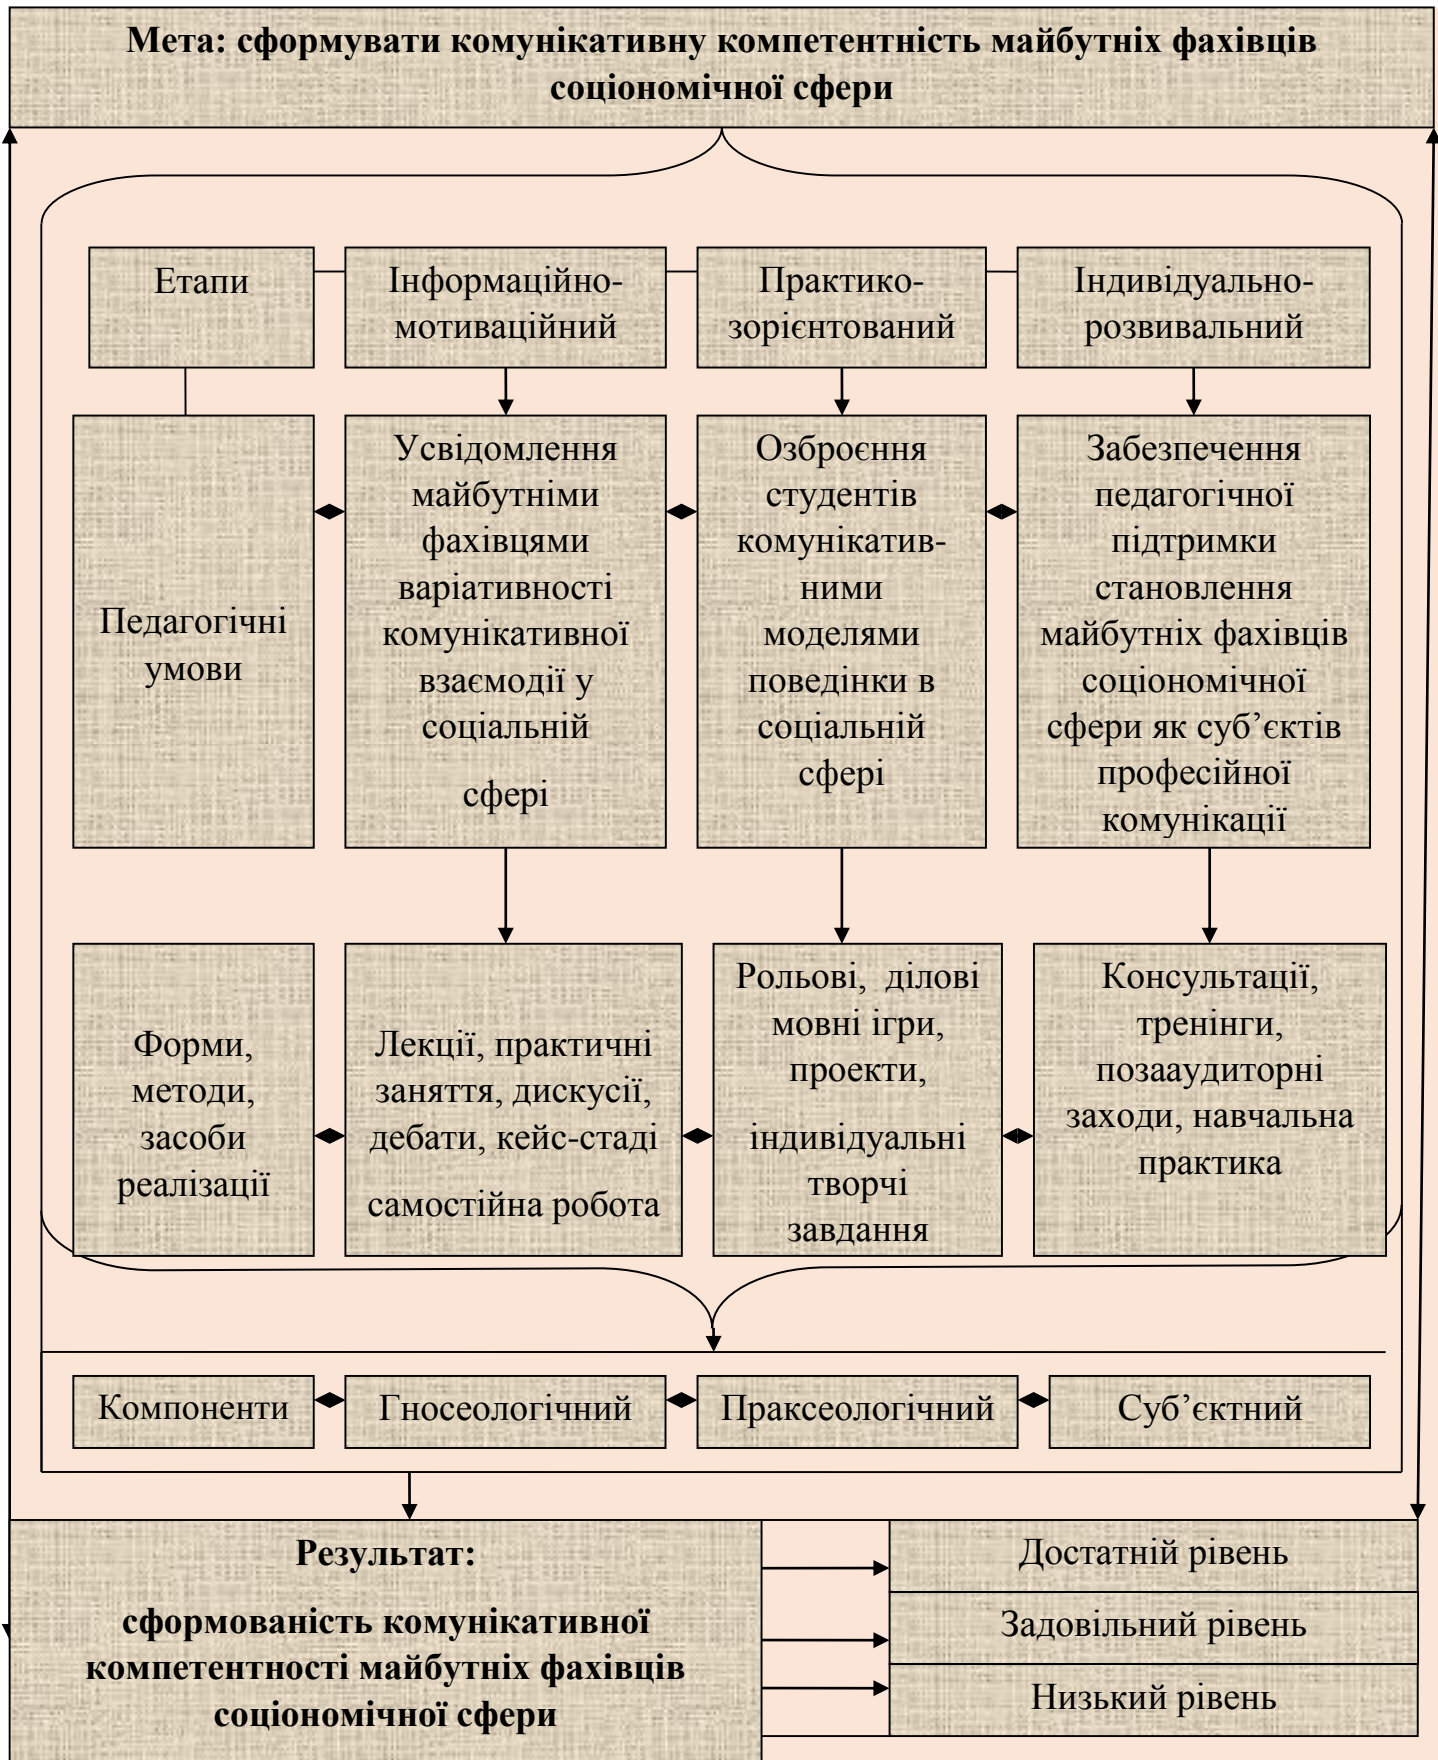 Мета: сформувати комунікативну компетентність майбутніх фахівців
соціономічної сфери
Етапи
Інформаційно-
мотиваційний
Практико-
зорієнтований
Індивідуально-
розвивальний
Педагогічні
умови
Усвідомлення
майбутніми
фахівцями
варіативності
комунікативної
взаємодії у
соціальній
сфері
Озброєння
студентів
комунікатив-
ними
моделями
поведінки в
соціальній
сфері
Забезпечення
педагогічної
підтримки
становлення
майбутніх фахівців
соціономічної
сфери як суб’єктів
професійної
комунікації
Форми,
методи,
засоби
реалізації
Лекції, практичні
заняття, дискусії,
дебати, кейс-стаді
самостійна робота
Рольові, ділові
мовні ігри,
проекти,
індивідуальні
творчі
завдання
Консультації,
тренінги,
позааудиторні
заходи, навчальна
практика
Компоненти
Гносеологічний
Праксеологічний
Суб’єктний
Результат:
сформованість комунікативної
компетентності майбутніх фахівців
соціономічної сфери
Достатній рівень
Задовільний рівень
Низький рівень